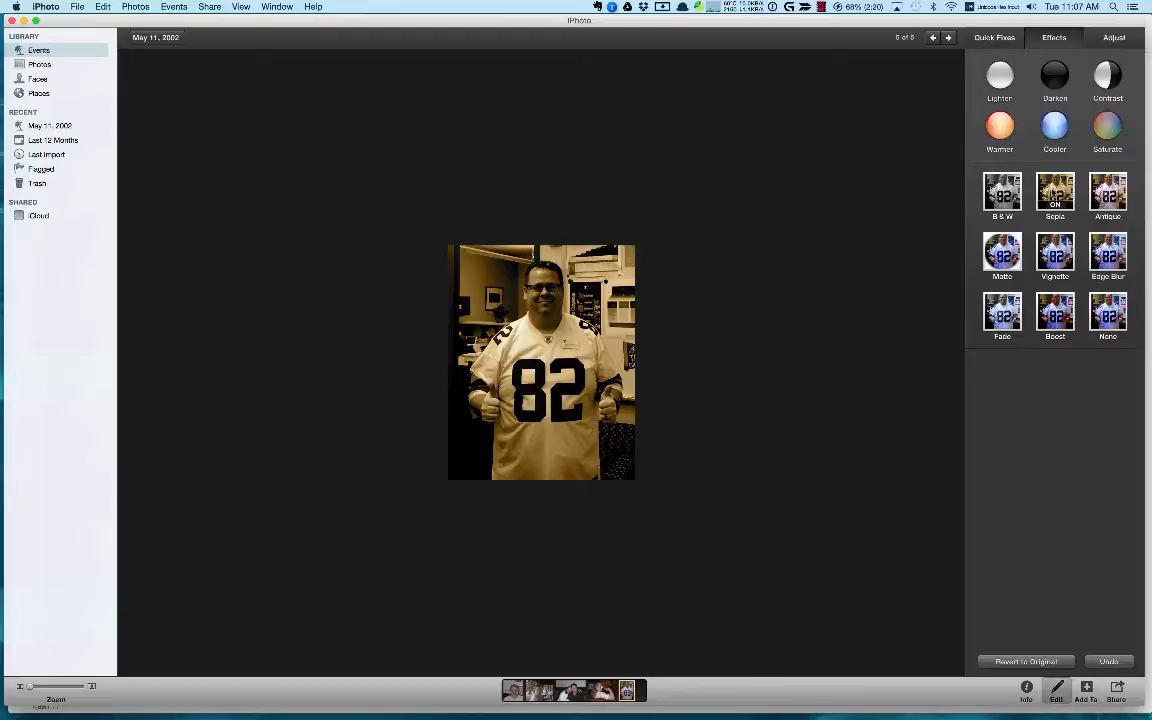 iPhoto File Edit Photos Events Share View Window Help
68% (2:20)
Tue 11:07 AM
iPhoto
LIBRARY
Events
Photos
Faces
Places
RECENT
May 11, 2002
Last 12 Months
Last Import
Flagged
Trash
SHARED
iCloud
May 11, 2002
5 of 5
Quick Fixes Effects Adjust
Lighten Darken Contrast
Warmer Cooler Saturate
ON
B & W Sepia Antique
Matte Vignette Edge Blur
Fade Boost None
82
Revert to Original Undo
Zoom
Info Edit Add To Share